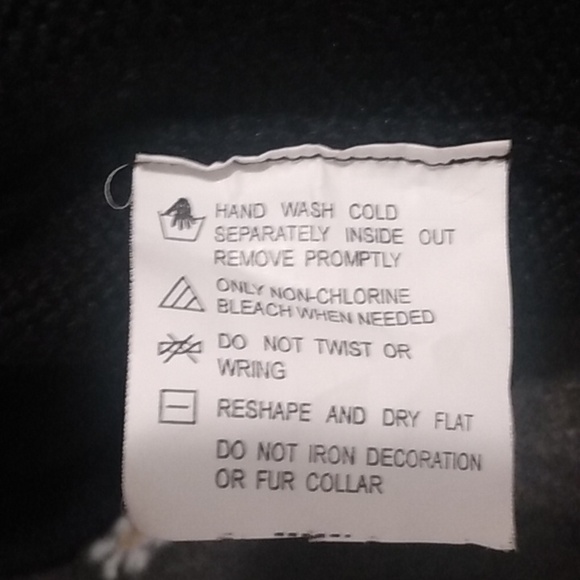 HAND WASH COLD
SEPARATELY INSIDE OUT
REMOVE PROMPTLY
ONLY NON-CHLORINE
BLEACH WHEN NEEDED
DO NOT TWIST OR
WRING
RESHAPE AND DRY FLAT
DO NOT IRON DECORATION
OR FUR COLLAR